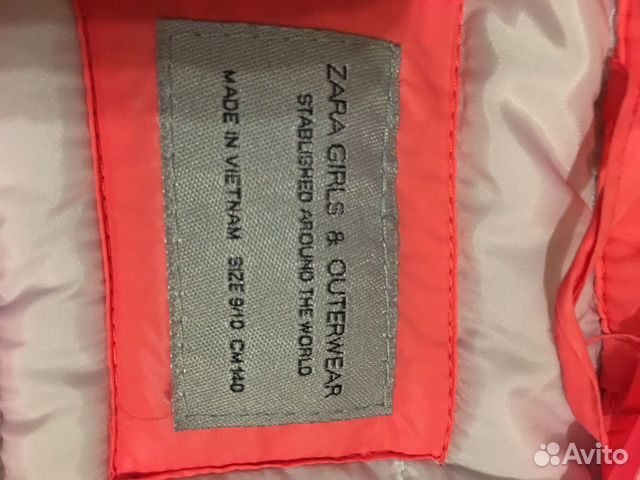 ZARA GIRLS & OUTERWEAR
STABLISHED AROUND THE WORLD
MADE IN VIETNAM SIZE 9/10 CM 140
Avito